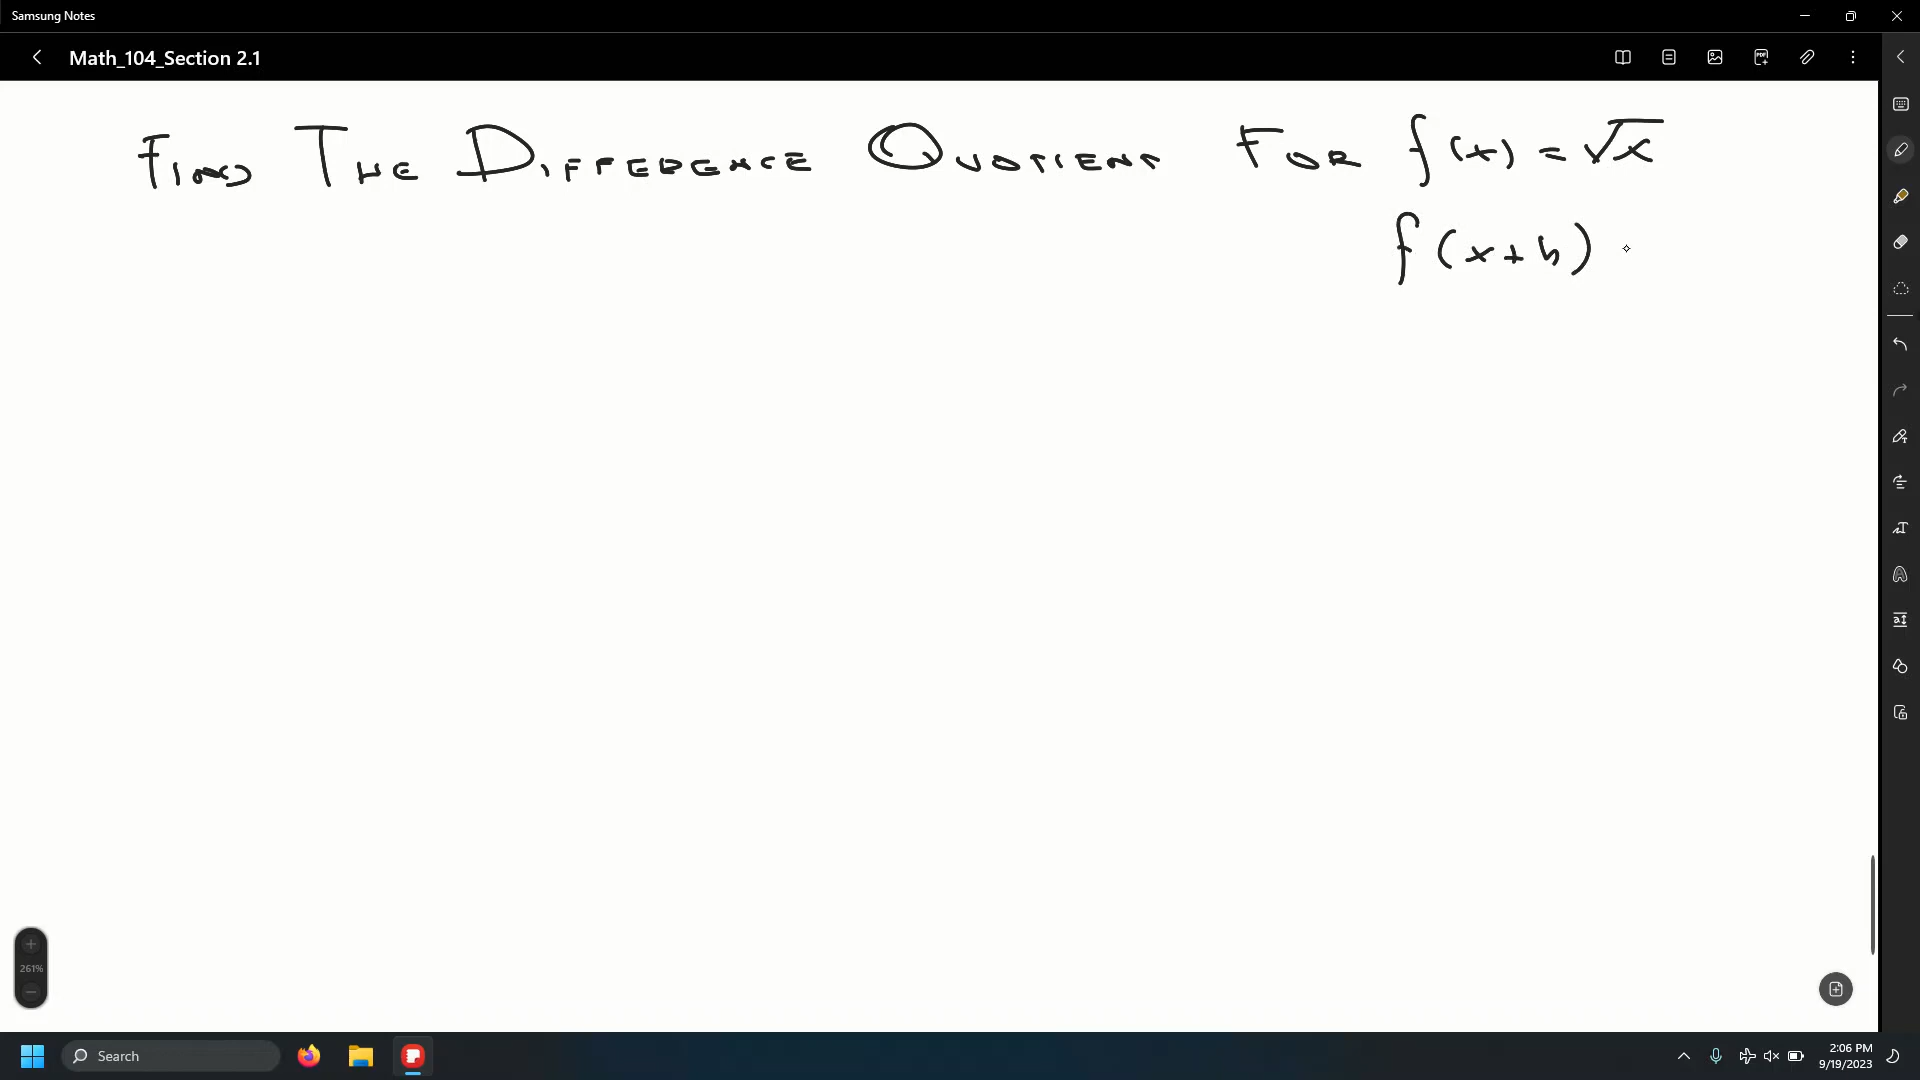 Samsung Notes
Math_104_Section 2.1
FIND THE DIFFERENCE QUOTIENT FOR f(x) = √x
f(x+h)
261%
Search
2:06 PM
9/19/2023